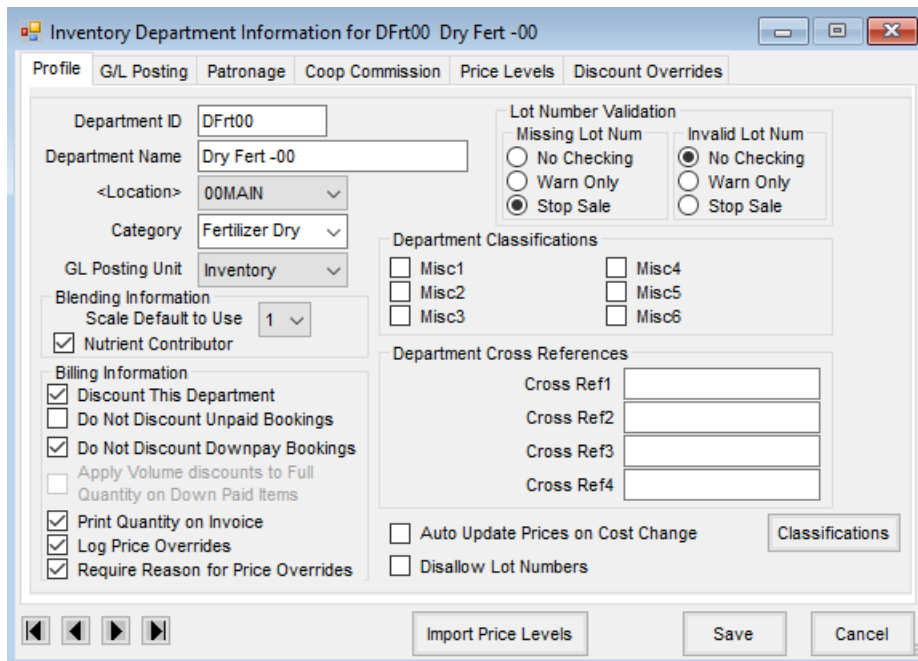 Inventory Department Information for DFrt00 Dry Fert -00
Profile G/L Posting Patronage Coop Commission Price Levels Discount Overrides
Department ID DFrt00
Department Name Dry Fert -00
<Location> 00MAIN
Category Fertilizer Dry
GL Posting Unit Inventory
Blending Information
Scale Default to Use 1
Nutrient Contributor
Billing Information
Discount This Department
Do Not Discount Unpaid Bookings
Do Not Discount Downpay Bookings
Apply Volume discounts to Full
Quantity on Down Paid Items
Print Quantity on Invoice
Log Price Overrides
Require Reason for Price Overrides
Lot Number Validation
Missing Lot Num Invalid Lot Num
No Checking No Checking
Warn Only Warn Only
Stop Sale Stop Sale
Department Classifications
Misc1 Misc4
Misc2 Misc5
Misc3 Misc6
Department Cross References
Cross Ref1
Cross Ref2
Cross Ref3
Cross Ref4
Auto Update Prices on Cost Change Classifications
Disallow Lot Numbers
Import Price Levels Save Cancel